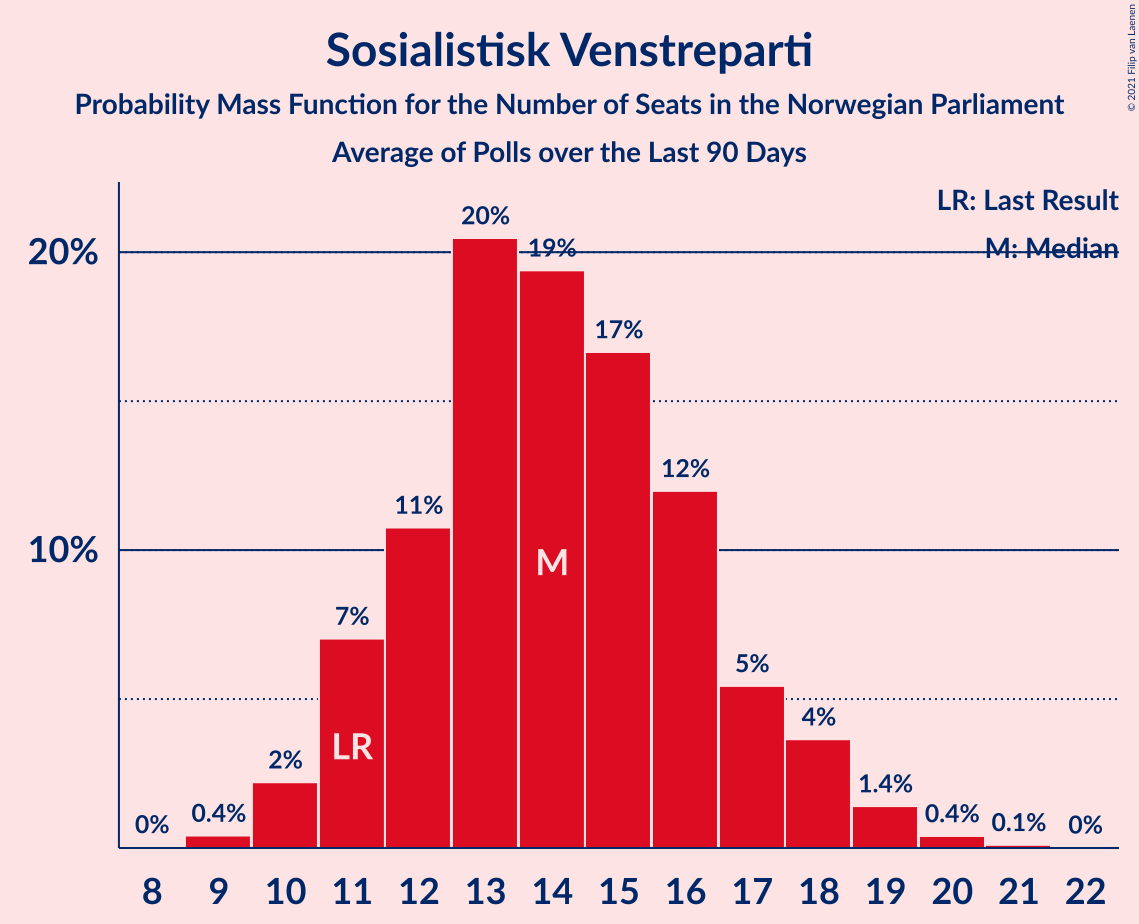 Sosialistisk Venstreparti
Probability Mass Function for the Number of Seats in the Norwegian Parliament
Average of Polls over the Last 90 Days
© 2021 Filip van Laenen
LR: Last Result
M: Median
20%
10%
0%
0.4%
2%
7%
11%
20%
19%
17%
12%
5%
4%
1.4%
0.4%
0.1%
0%
LR
M
8 9 10 11 12 13 14 15 16 17 18 19 20 21 22